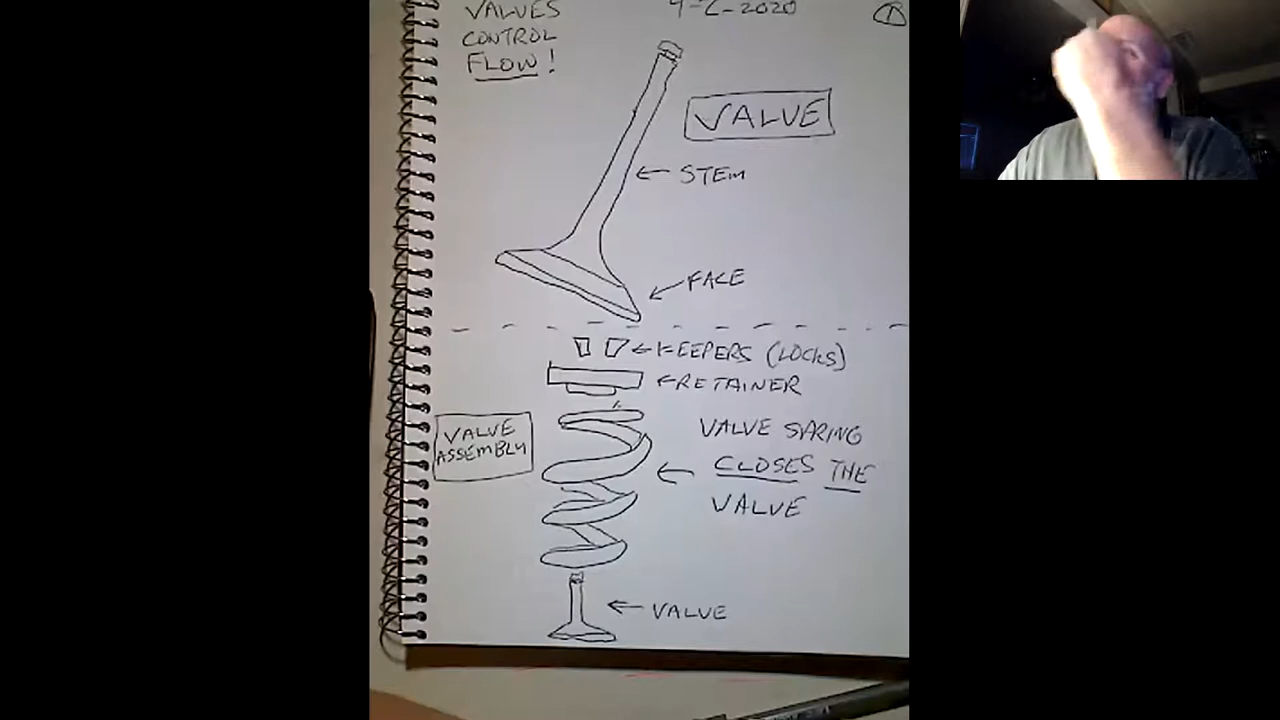 VALVES
CONTROL
FLOW!
4-2-2020
1
VALVE
← STEM
FACE
← KEEPERS (LOCKS)
← RETAINER
VALVE
ASSEMBLY
VALVE SPRING
CLOSES THE
VALVE
← VALVE